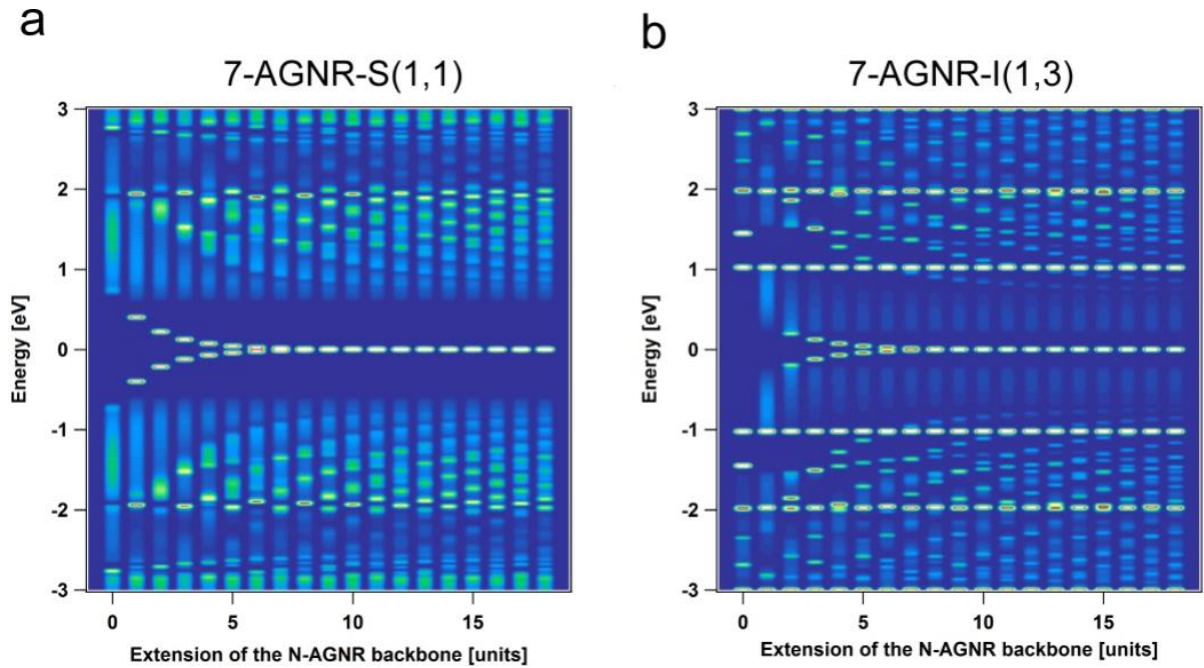 a
7-AGNR-S(1,1)
3
2
1
0
-1
-2
-3
Energy [eV]
0
5
10
15
Extension of the N-AGNR backbone [units]
b
7-AGNR-I(1,3)
3
2
1
0
-1
-2
-3
Energy [eV]
0
5
10
15
Extension of the N-AGNR backbone [units]